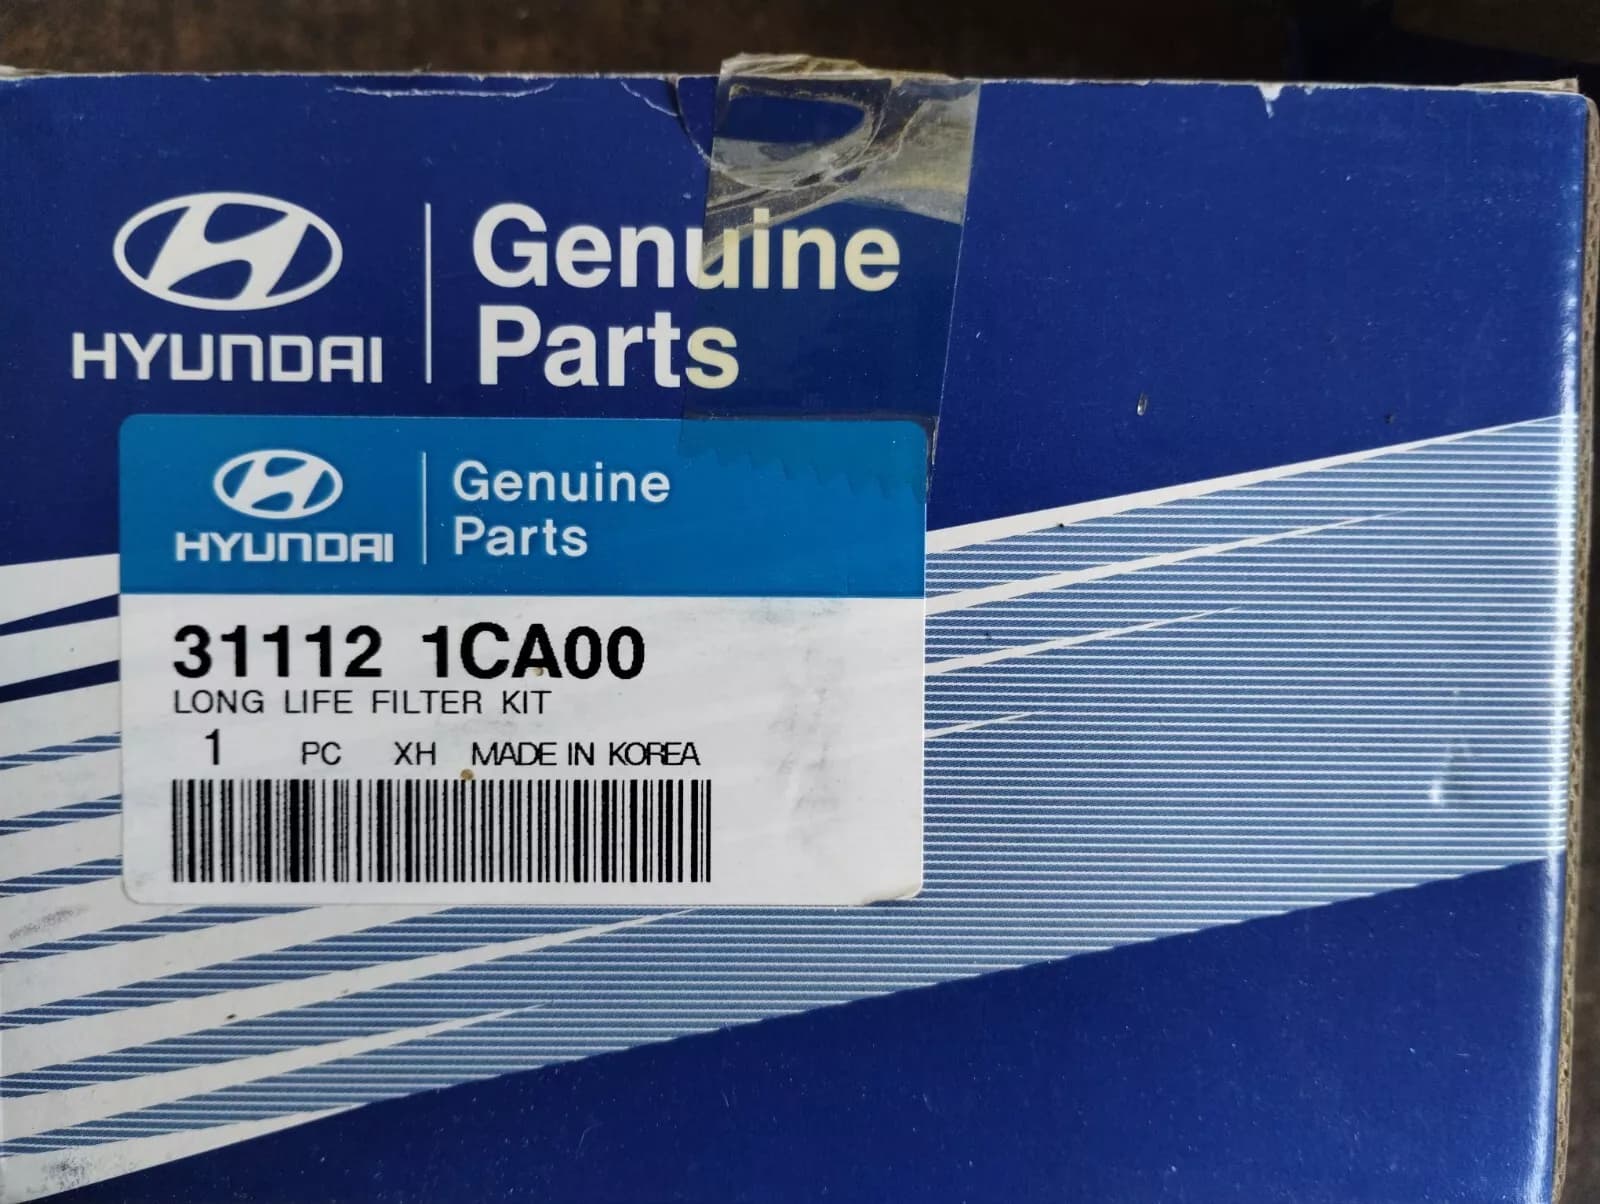 HYUNDAI
Genuine
Parts
HYUNDAI
Genuine
Parts
31112 1CA00
LONG LIFE FILTER KIT
1 PC XH MADE IN KOREA